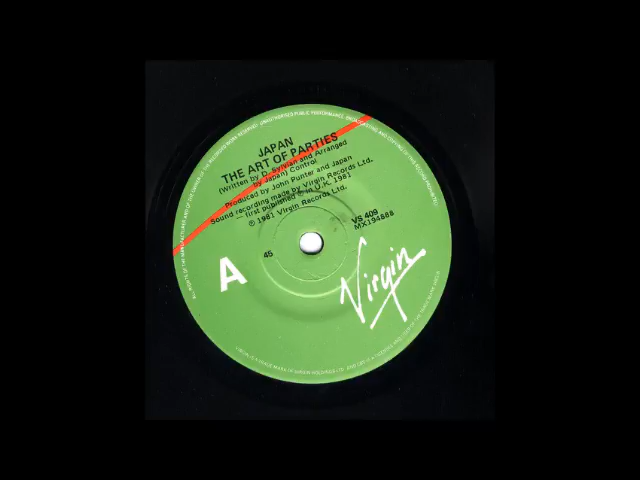 JAPAN
THE ART OF PARTIES
(Written by D. Sylvian and Arranged
by Japan) Control
Produced by John Punter and Japan
Sound recording made by Virgin Records Ltd.
— first published © in U.K. 1981
℗ 1981 Virgin Records Ltd.
VS 409
MX194888
45
A
Virgin